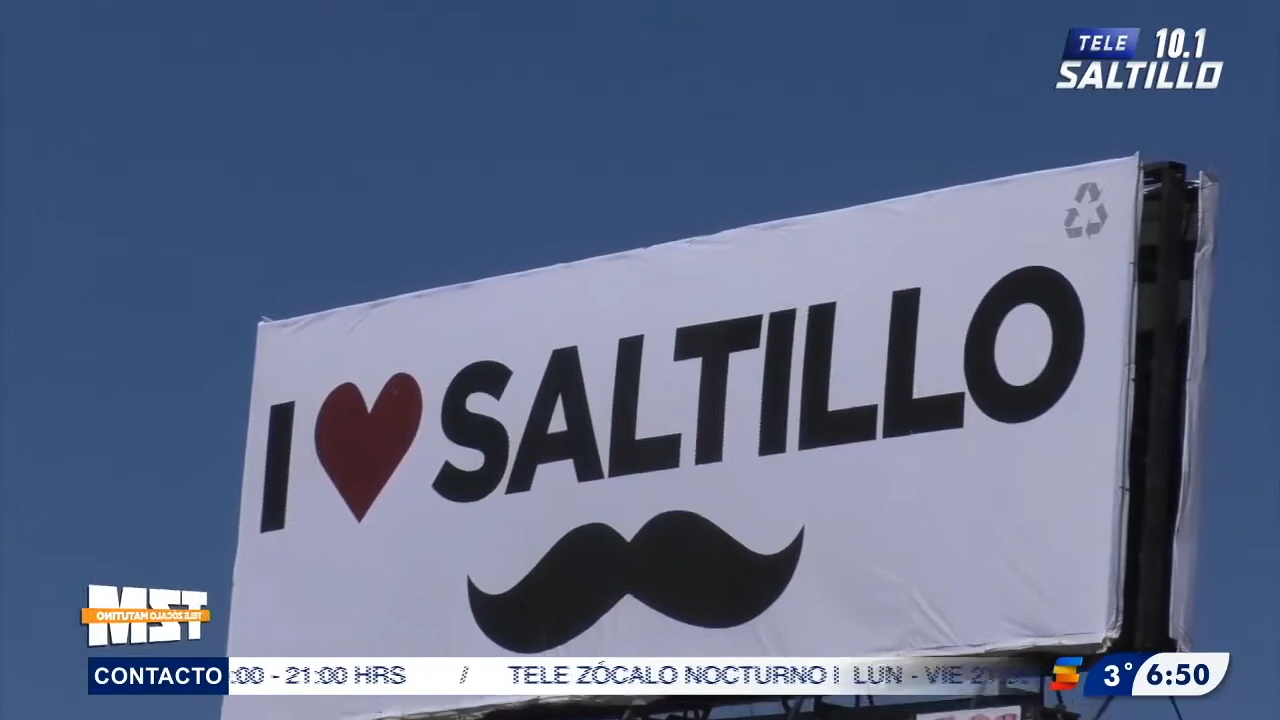 TELE 10.1
SALTILLO
I ♥ SALTILLO
TZM
TELE ZÓCALO MATUTINO
CONTACTO :00 - 21:00 HRS / TELE ZÓCALO NOCTURNO | LUN - VIE 3° 6:50